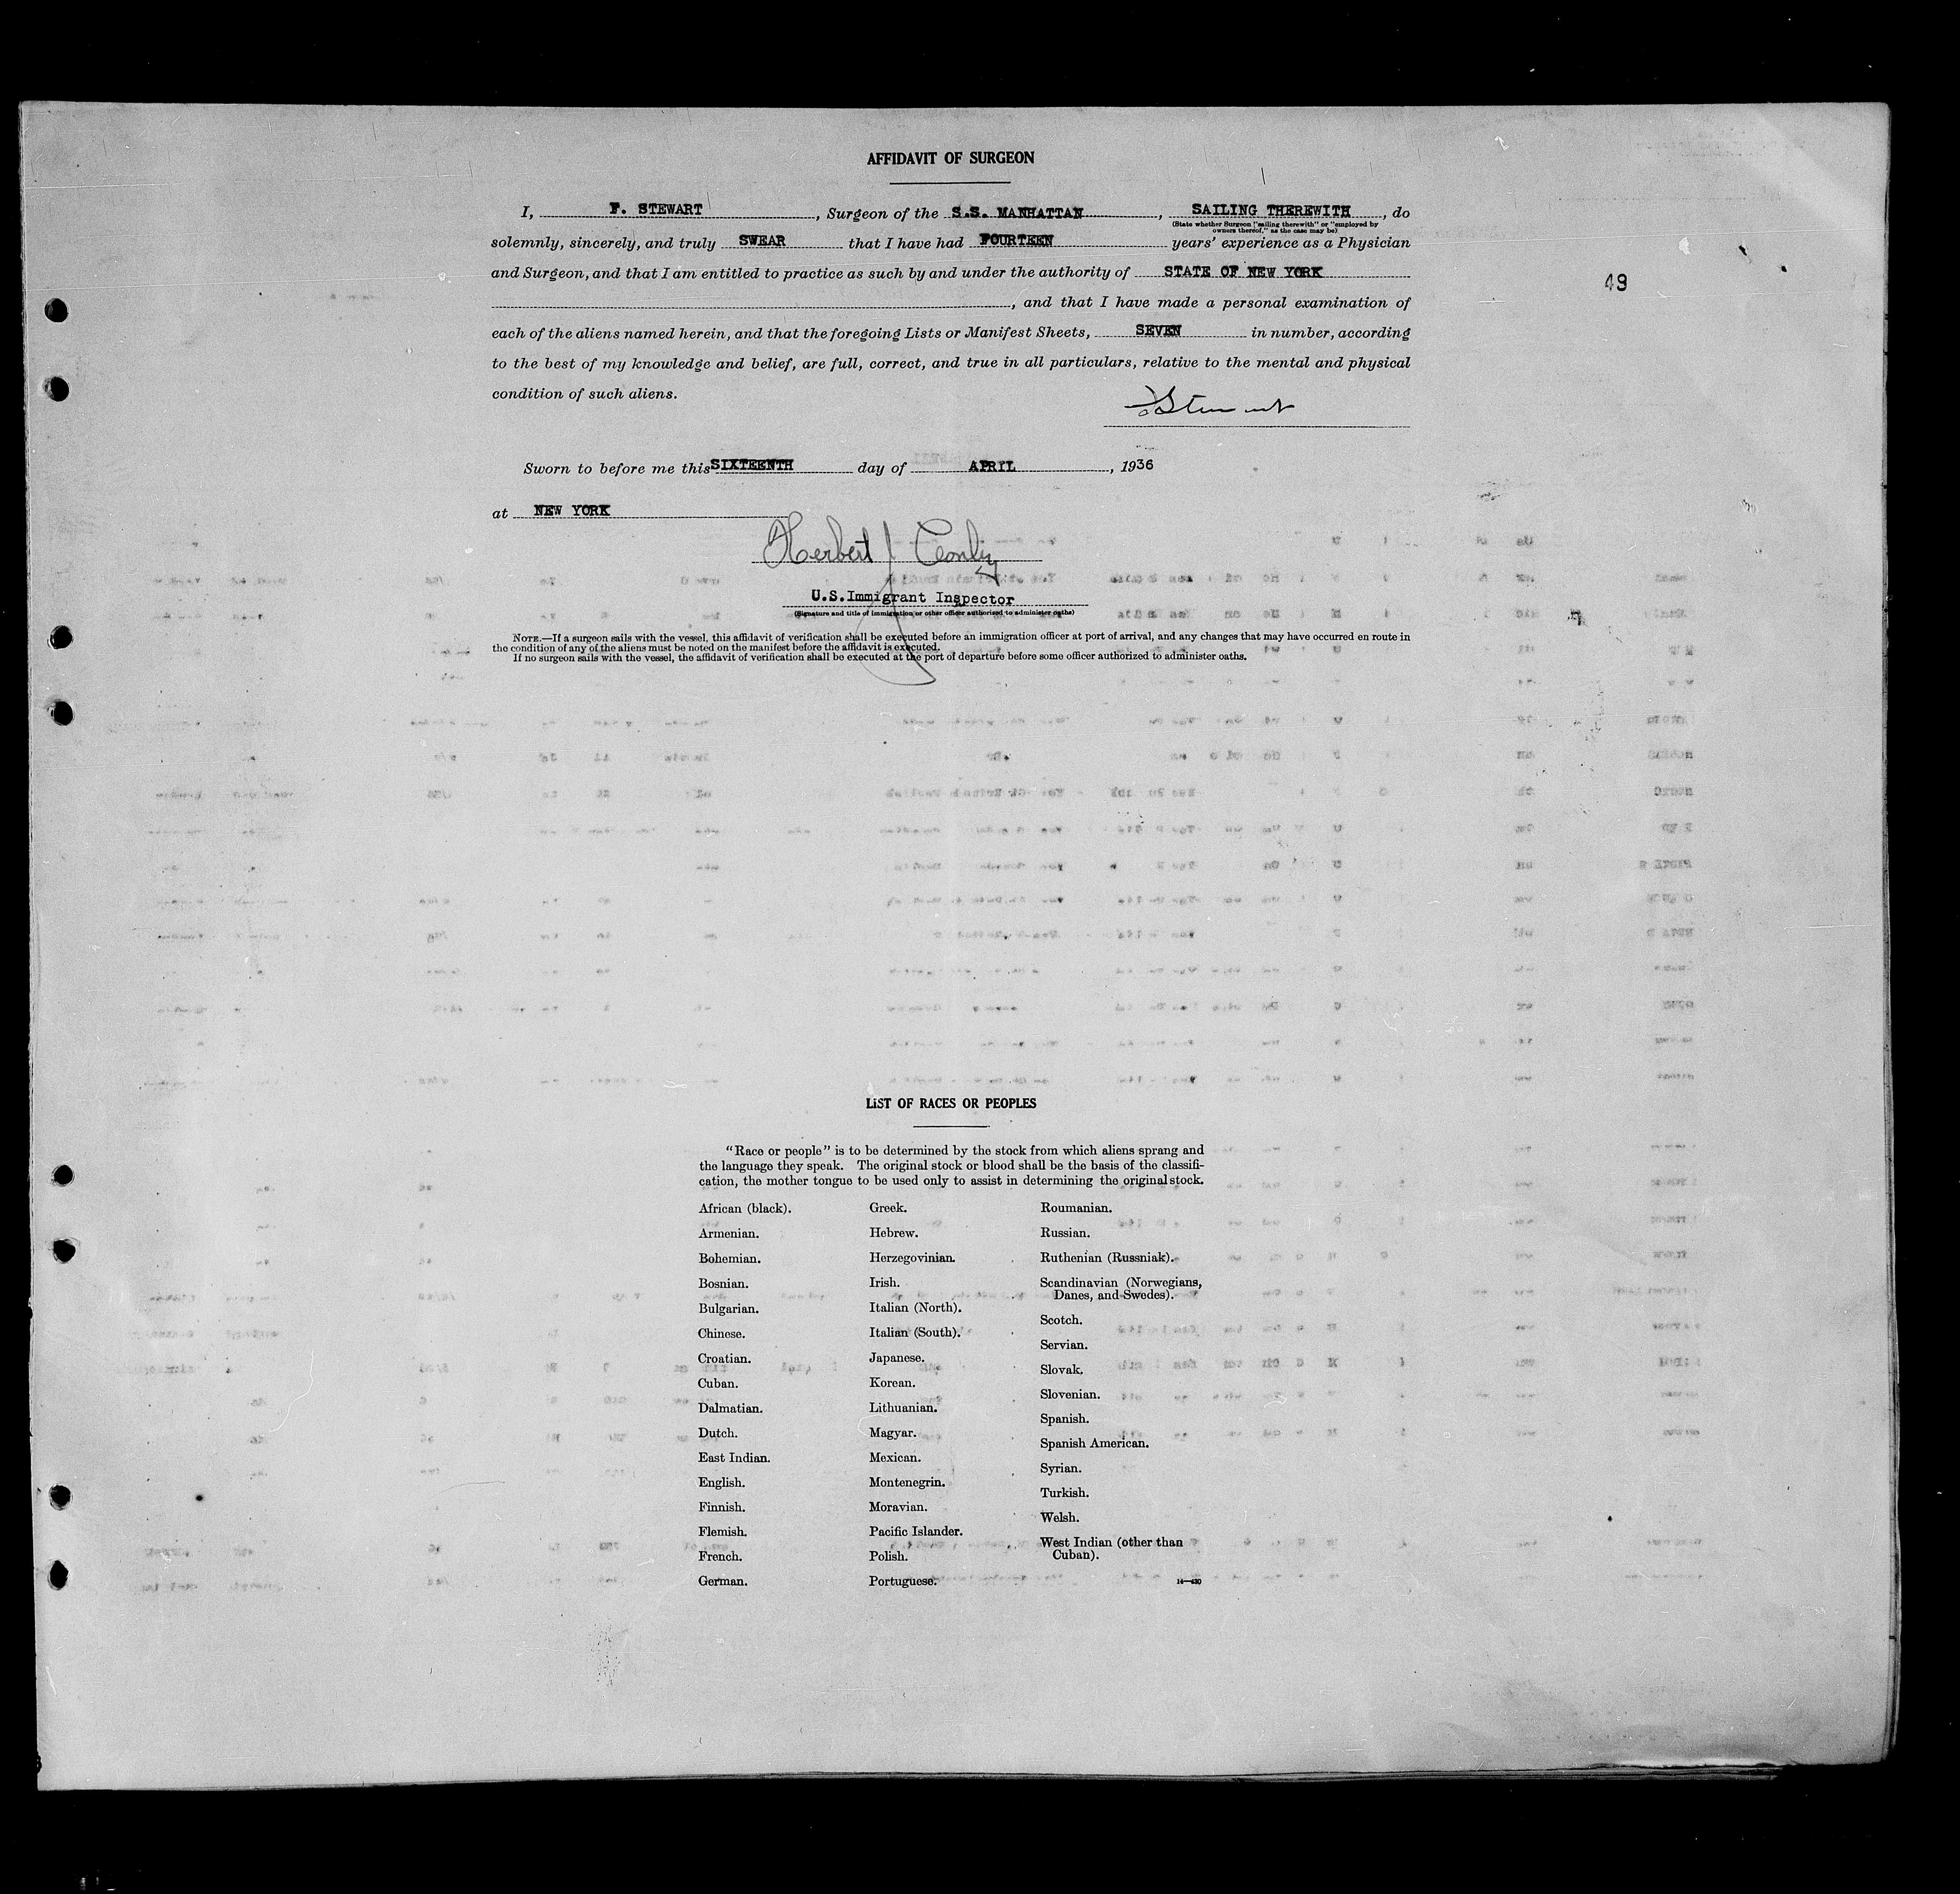 AFFIDAVIT OF SURGEON
I, F. STEWART, Surgeon of the S.S. MANHATTAN, SAILING THEREWITH, do
(State whether Surgeon "sailing therewith" or "employed by
owners thereof," as the case may be)
solemnly, sincerely, and truly SWEAR that I have had FOURTEEN years' experience as a Physician
and Surgeon, and that I am entitled to practice as such by and under the authority of STATE OF NEW YORK
49
, and that I have made a personal examination of
each of the aliens named herein, and that the foregoing Lists or Manifest Sheets, SEVEN in number, according
to the best of my knowledge and belief, are full, correct, and true in all particulars, relative to the mental and physical
condition of such aliens.
Stewart
Sworn to before me this SIXTEENTH day of APRIL, 1936
at NEW YORK
Herbert J
U.S.Immigrant Inspector
(Signature and title of immigration or other officer authorized to administer oaths)
NOTE.—If a surgeon sails with the vessel, this affidavit of verification shall be executed before an immigration officer at port of arrival, and any changes that may have occurred en route in
the condition of any of the aliens must be noted on the manifest before the affidavit is executed.
If no surgeon sails with the vessel, the affidavit of verification shall be executed at the port of departure before some officer authorized to administer oaths.
LIST OF RACES OR PEOPLES
"Race or people" is to be determined by the stock from which aliens sprang and
the language they speak. The original stock or blood shall be the basis of the classifi-
cation, the mother tongue to be used only to assist in determining the original stock.
African (black).
Armenian.
Bohemian.
Bosnian.
Bulgarian.
Chinese.
Croatian.
Cuban.
Dalmatian.
Dutch.
East Indian.
English.
Finnish.
Flemish.
French.
German.
Greek.
Hebrew.
Herzegovinian.
Irish.
Italian (North).
Italian (South).
Japanese.
Korean.
Lithuanian.
Magyar.
Mexican.
Montenegrin.
Moravian.
Pacific Islander.
Polish.
Portuguese.
Roumanian.
Russian.
Ruthenian (Russniak).
Scandinavian (Norwegians,
Danes, and Swedes).
Scotch.
Servian.
Slovak.
Slovenian.
Spanish.
Spanish American.
Syrian.
Turkish.
Welsh.
West Indian (other than
Cuban).
14—430